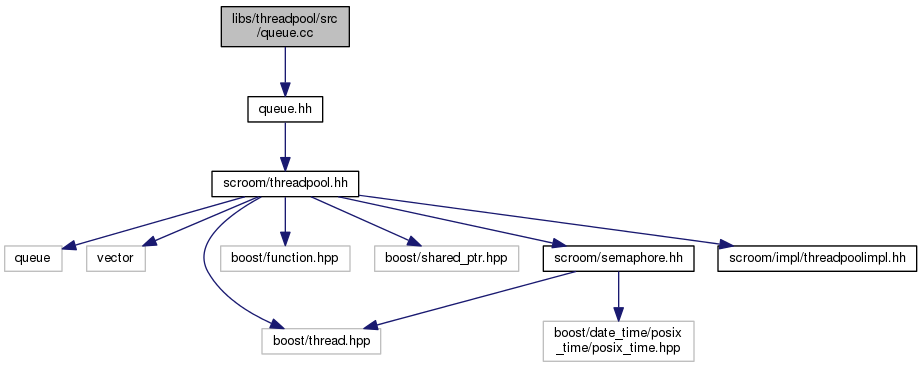 libs/threadpool/src
/queue.cc
queue.hh
scroom/threadpool.hh
queue
vector
boost/function.hpp
boost/shared_ptr.hpp
scroom/semaphore.hh
scroom/impl/threadpoolimpl.hh
boost/thread.hpp
boost/date_time/posix
_time/posix_time.hpp